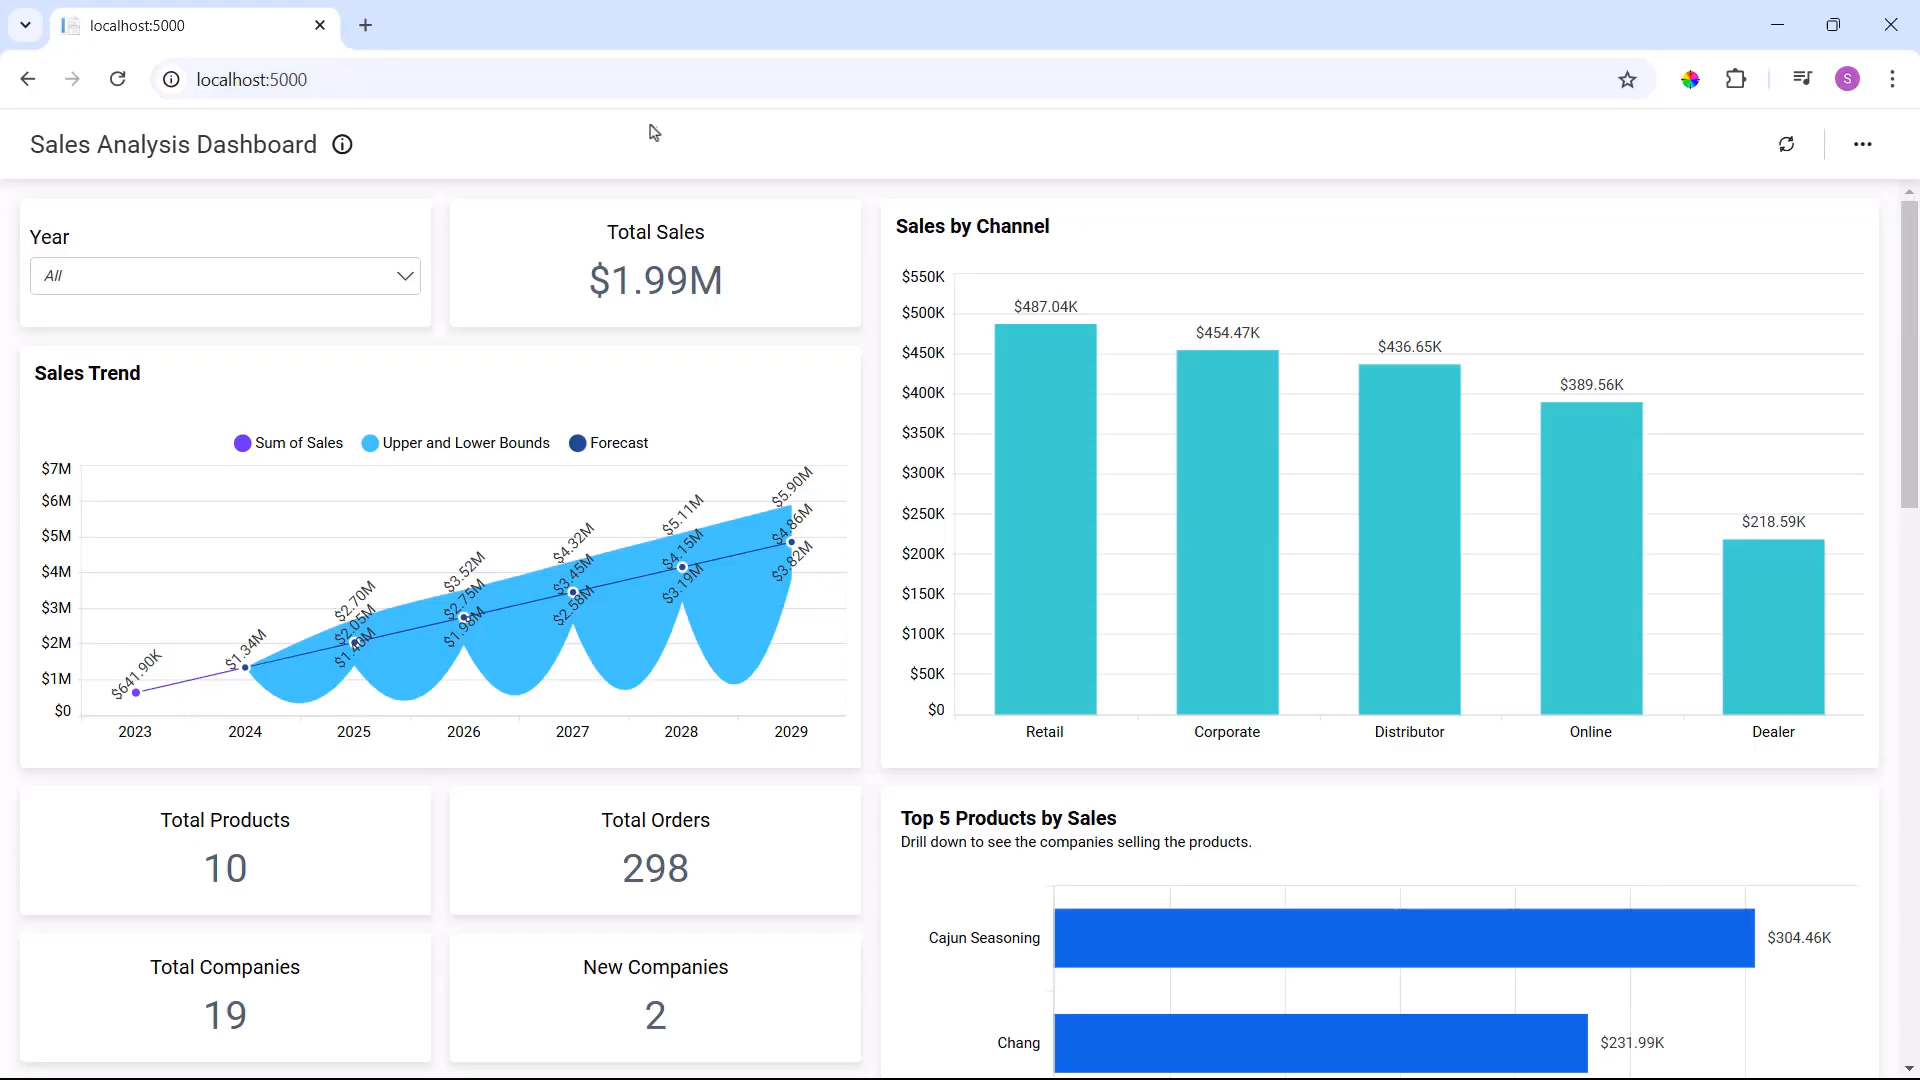 localhost:5000
localhost:5000
S
Sales Analysis Dashboard
Year
All
Total Sales
$1.99M
Sales Trend
Sum of Sales
Upper and Lower Bounds
Forecast
$7M
$6M
$5M
$4M
$3M
$2M
$1M
$0
$641.90K
$1.34M
$2.70M
$2.05M
$3.52M
$2.75M
$1.98M
$4.32M
$3.45M
$2.58M
$5.11M
$4.15M
$3.19M
$5.90M
$4.86M
$3.82M
2023
2024
2025
2026
2027
2028
2029
Sales by Channel
$550K
$500K
$450K
$400K
$350K
$300K
$250K
$200K
$150K
$100K
$50K
$0
$487.04K
$454.47K
$436.65K
$389.56K
$218.59K
Retail
Corporate
Distributor
Online
Dealer
Total Products
10
Total Orders
298
Total Companies
19
New Companies
2
Top 5 Products by Sales
Drill down to see the companies selling the products.
Cajun Seasoning
$304.46K
Chang
$231.99K